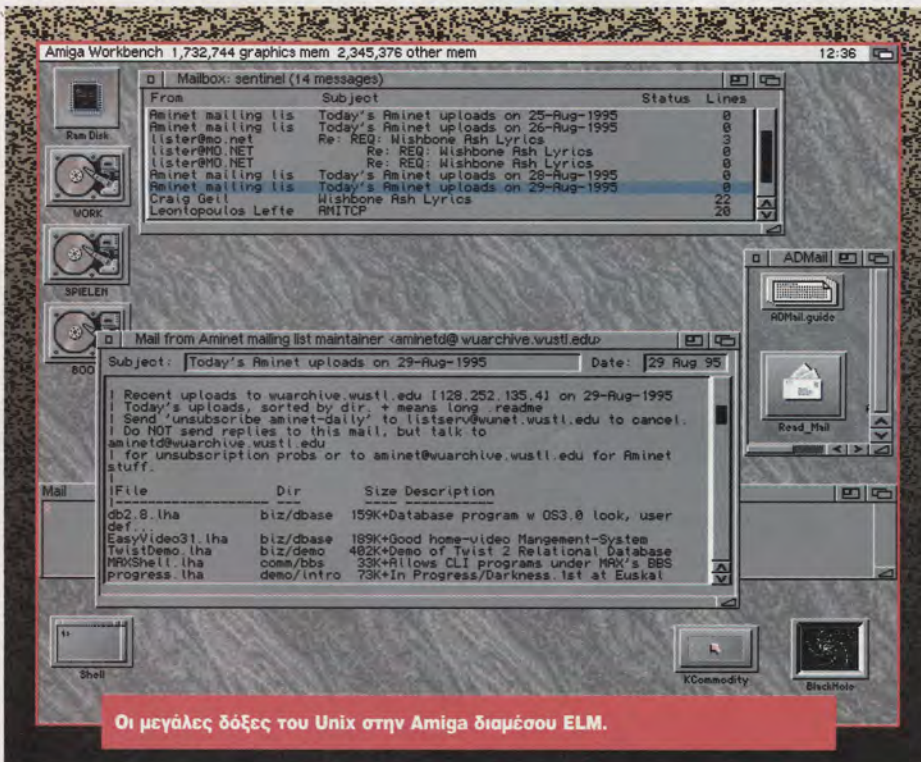 Amiga Workbench 1,732,744 graphics mem 2,345,376 other mem 12:36
Ram Disk
WORK
SPIELEN
BOO
Mailbox: sentinel (14 messages)
From Subject Status Lines
Aminet mailing lis Today's Aminet uploads on 25-Aug-1995 0
Aminet mailing lis Today's Aminet uploads on 26-Aug-1995 0
lister@mo.net Re: REQ: Wishbone Ash Lyrics 3
lister@MO.NET Re: REQ: Wishbone Ash Lyrics 0
lister@MO.NET Re: REQ: Wishbone Ash Lyrics 0
Aminet mailing lis Today's Aminet uploads on 28-Aug-1995 0
Aminet mailing lis Today's Aminet uploads on 29-Aug-1995 0
Craig Geil Wishbone Ash Lyrics 22
Leontopoulos Lefte AMITCP 20
ADMail
ADMail.guide
Read_Mail
Mail from Aminet mailing list maintainer <aminetd@wuarchive.wustl.edu>
Subject: Today's Aminet uploads on 29-Aug-1995 Date: 29 Aug 95
| Recent uploads to wuarchive.wustl.edu [128.252.135.4] on 29-Aug-1995
| Today's uploads, sorted by dir. + means long .readme
| Send 'unsubscribe aminet-daily' to listserv@wunet.wustl.edu to cancel.
| Do NOT send replies to this mail, but talk to
aminetd@wuarchive.wustl.edu
| for unsubscription probs or to aminet@wuarchive.wustl.edu for Aminet
stuff.
|
|File Dir Size Description
|------------------- --- ---- -----------
db2.8.lha biz/dbase 159K+Database program w OS3.0 look, user
def...
EasyVideo31.lha biz/dbase 189K+Good home-video Mangement-System
TwistDemo.lha biz/demo 402K+Demo of Twist 2 Relational Database
MAXShell.lha comm/bbs 33K+Allows CLI programs under MAX's BBS
progress.lha demo/intro 73K+In Progress/Darkness. 1st at Euskal
Mail
Shell
KCommodity
BlackHole
Οι μεγάλες δόξες του Unix στην Amiga διαμέσου ELM.